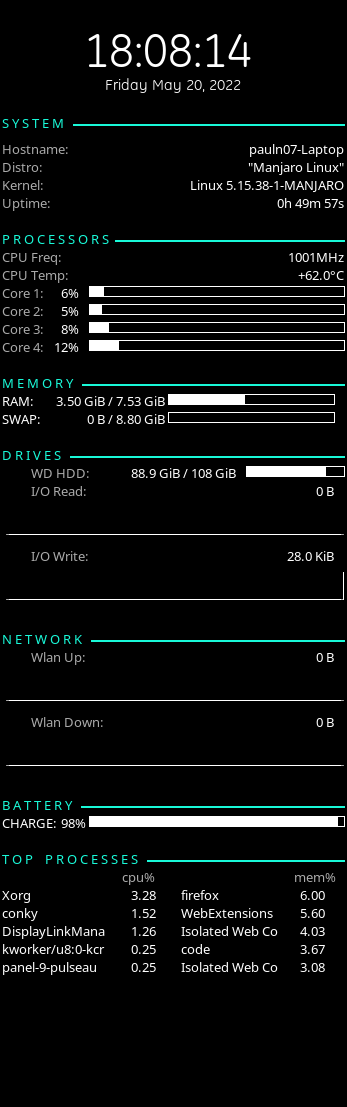 18:08:14
Friday May 20, 2022
SYSTEM
Hostname: pauln07-Laptop
Distro: "Manjaro Linux"
Kernel: Linux 5.15.38-1-MANJARO
Uptime: 0h 49m 57s
PROCESSORS
CPU Freq: 1001MHz
CPU Temp: +62.0°C
Core 1: 6%
Core 2: 5%
Core 3: 8%
Core 4: 12%
MEMORY
RAM: 3.50 GiB / 7.53 GiB
SWAP: 0 B / 8.80 GiB
DRIVES
WD HDD: 88.9 GiB / 108 GiB
I/O Read: 0 B
I/O Write: 28.0 KiB
NETWORK
Wlan Up: 0 B
Wlan Down: 0 B
BATTERY
CHARGE: 98%
TOP PROCESSES
cpu% mem%
Xorg 3.28 firefox 6.00
conky 1.52 WebExtensions 5.60
DisplayLinkMana 1.26 Isolated Web Co 4.03
kworker/u8:0-kcr 0.25 code 3.67
panel-9-pulseau 0.25 Isolated Web Co 3.08